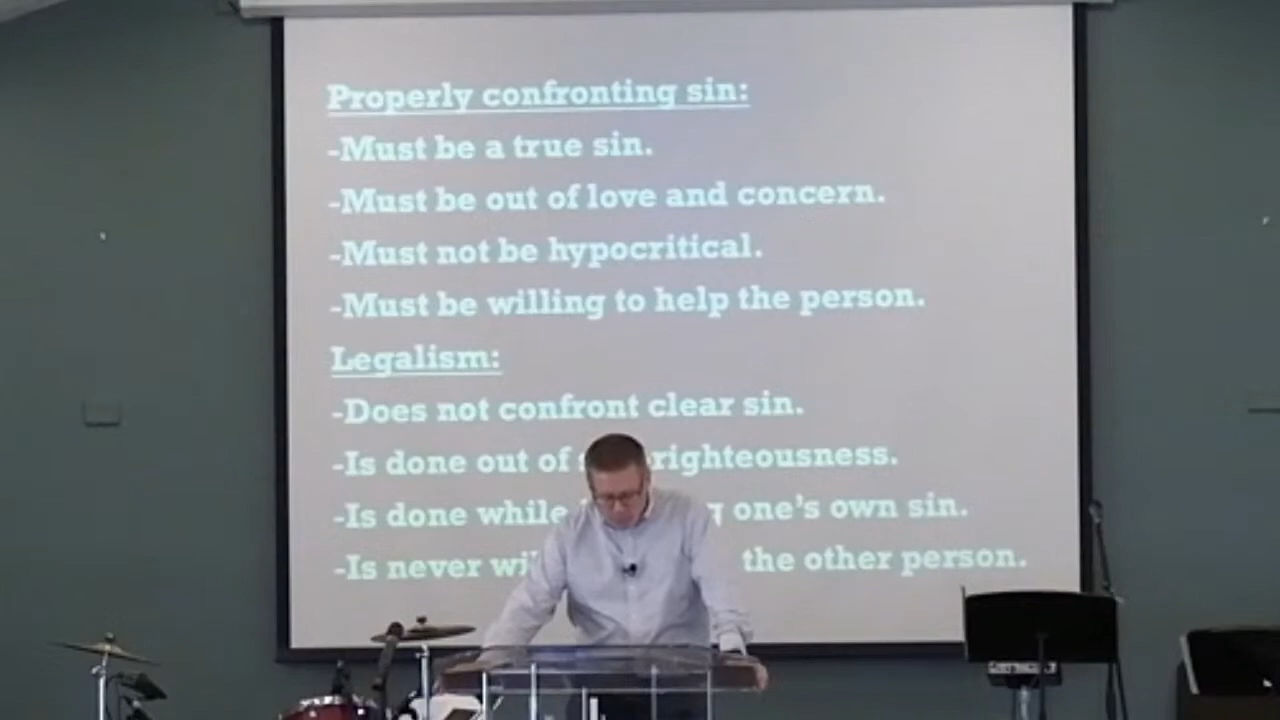 Properly confronting sin:
-Must be a true sin.
-Must be out of love and concern.
-Must not be hypocritical.
-Must be willing to help the person.
Legalism:
-Does not confront clear sin.
-Is done out of righteousness.
-Is done while one's own sin.
-Is never the other person.